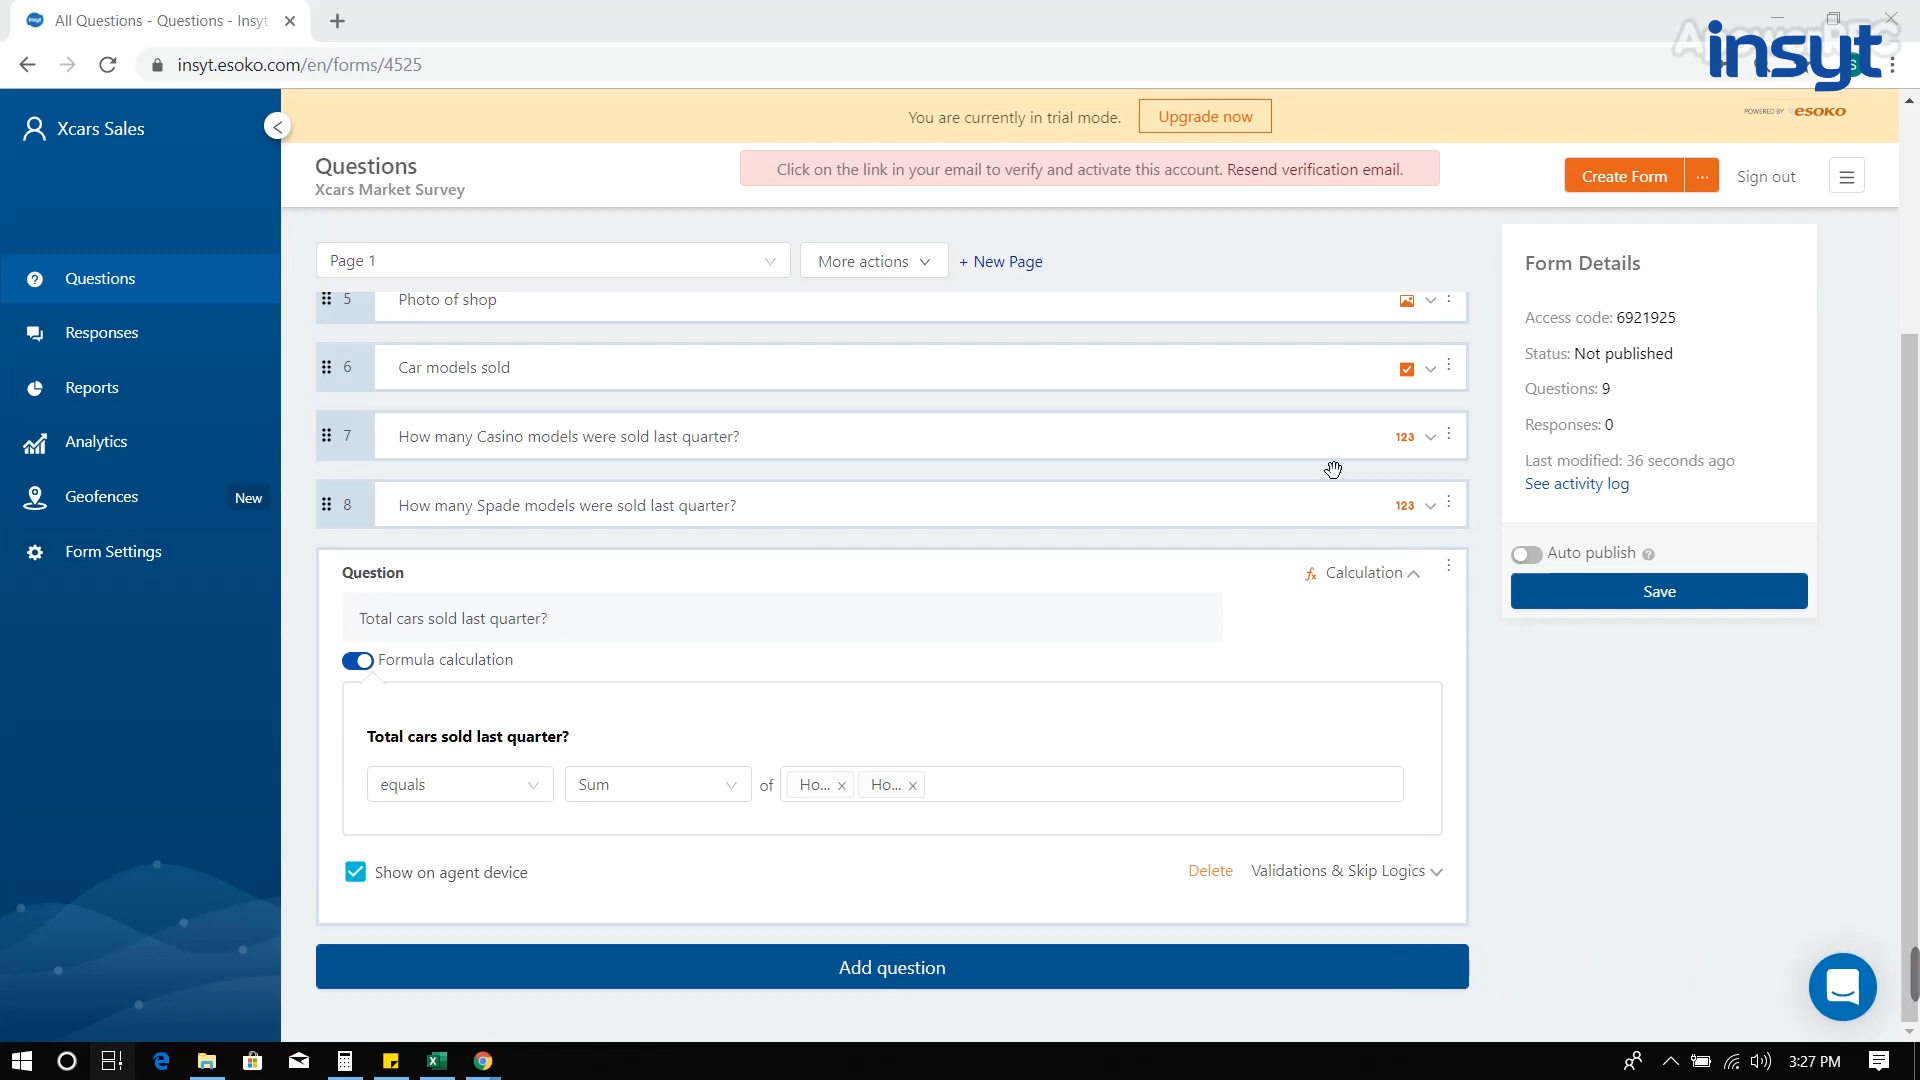 All Questions - Questions - Insyt
insyt.esoko.com/en/forms/4525
insyt
POWERED BY esoko
Xcars Sales
You are currently in trial mode. Upgrade now
Questions
Xcars Market Survey
Click on the link in your email to verify and activate this account. Resend verification email.
Create Form ... Sign out
Questions
Responses
Reports
Analytics
Geofences New
Form Settings
Page 1 More actions + New Page
5 Photo of shop
6 Car models sold
7 How many Casino models were sold last quarter? 123
8 How many Spade models were sold last quarter? 123
Question Calculation
fx
Total cars sold last quarter?
Formula calculation
Total cars sold last quarter?
equals Sum of Ho... × Ho... ×
Show on agent device Delete Validations & Skip Logics
Add question
Form Details
Access code: 6921925
Status: Not published
Questions: 9
Responses: 0
Last modified: 36 seconds ago
See activity log
Auto publish ?
Save
3:27 PM